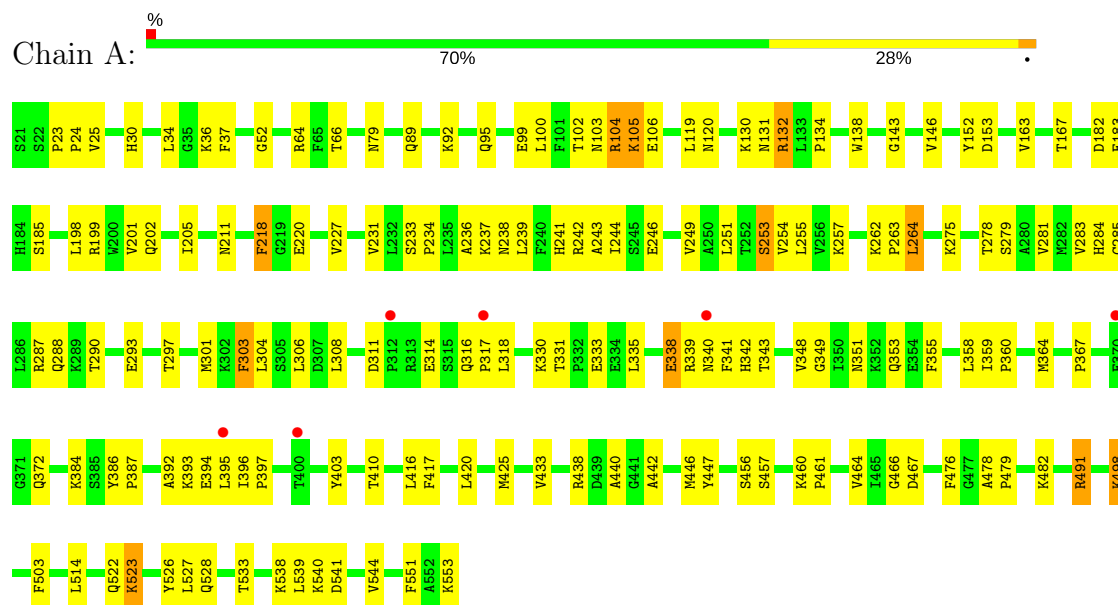 %
Chain A:
70% 28% •
S21 S22 P23 P24 V25 H30 L34 G35 K36 F37 G52 R64 F65 T66 N79 Q89 K92 Q95 E99 L100 F101 T102 N103 R104 K105 E106 L119 N120 K130 N131 R132 L133 P134 W138 G143 V146 Y152 D153 V163 T167 D182
H184 S185 L198 R199 W200 V201 Q202 I205 N211 F218 G219 E220 V227 V231 L232 S233 P234 L235 A236 K237 N238 L239 F240 H241 R242 A243 I244 S245 E246 V249 A250 L251 T252 S253 V254 L255 V256 K257 K262 P263 L264 K275 T278 S279 A280 V281 M282 V283 H284
L286 R287 Q288 K289 T290 E293 T297 M301 K302 F303 L304 S305 L306 D307 L308 D311 P312 R313 E314 S315 Q316 P317 L318 K330 T331 P332 E333 E334 L335 E338 R339 N340 F341 H342 T343 V348 G349 I350 N351 K352 Q353 E354 F355 L358 I359 P360 M364 P367
G371 Q372 K384 S385 Y386 P387 A392 K393 E394 L395 I396 P397 T400 Y403 T410 L416 F417 L420 M425 V433 R438 D439 A440 G441 A442 M446 Y447 S456 S457 K460 P461 V464 I465 G466 D467 F476 G477 A478 P479 K482 R491 K498
F503 L514 Q522 K523 Y526 L527 Q528 T533 K538 L539 K540 D541 V544 F551 A552 K553